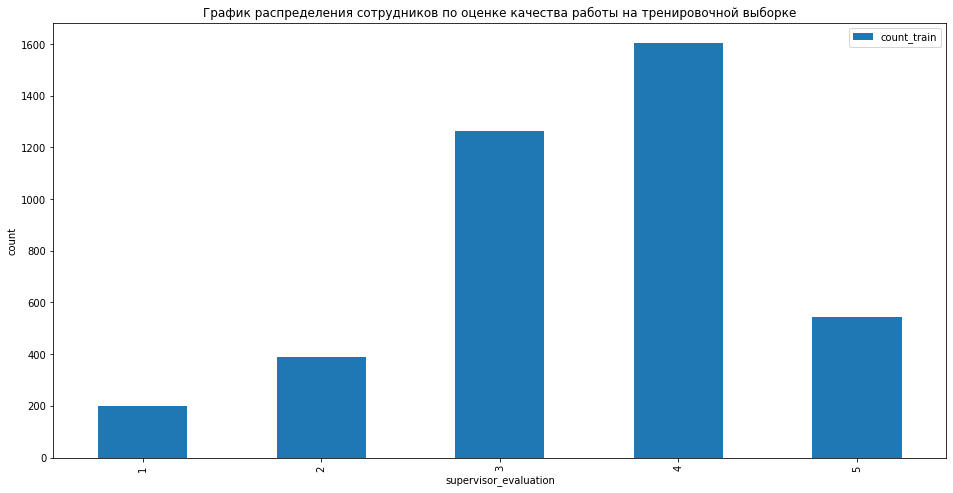 График распределения сотрудников по оценке качества работы на тренировочной выборке
count_train
1600
1400
1200
1000
800
600
400
200
0
count
1 2 3 4 5
supervisor_evaluation